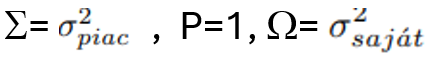 Σ= σ²piac , P=1, Ω= σ²saját